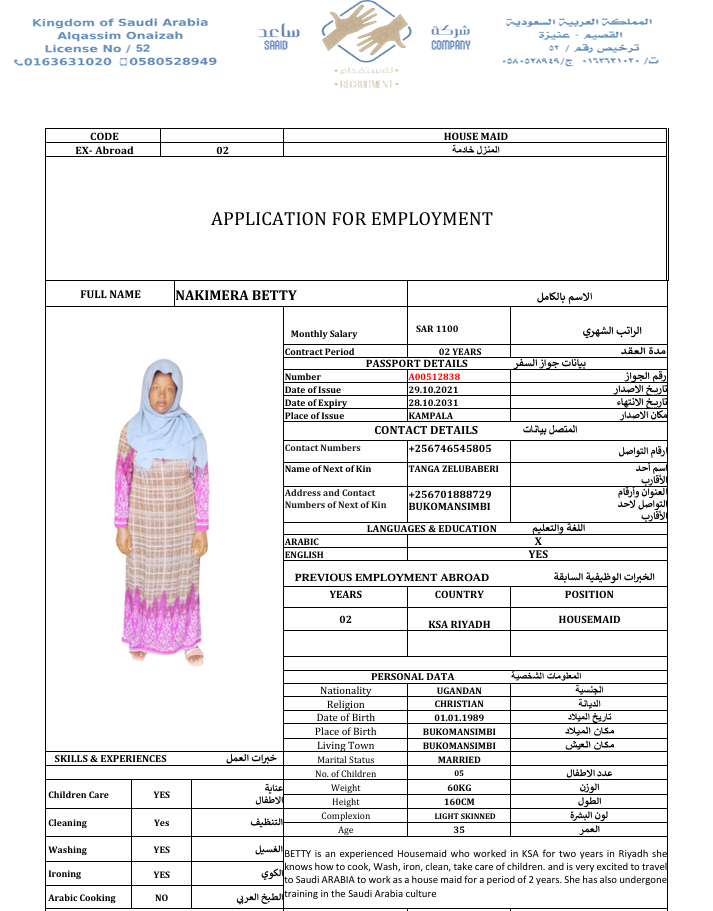 Kingdom of Saudi Arabia
Alqassim Onaizah
License No / 52
0163631020 0580528949
ساعد
SAAID
شركة
COMPANY
للاستقدام
• RECRUITMENT •
المملكة العربية السعودية
القصيم - عنيزة
ترخيص رقم / ٥٢
ت/ ٠١٦٣٦٣١٠٢٠ ج/ ٠٥٨٠٥٢٨٩٤٩
CODE HOUSE MAID
EX- Abroad 02 المنزل خادمة
APPLICATION FOR EMPLOYMENT
FULL NAME NAKIMERA BETTY الاسم بالكامل
Monthly Salary SAR 1100 الراتب الشهري
Contract Period 02 YEARS مدة العقد
PASSPORT DETAILS بيانات جواز السفر
Number A00512838 رقم الجواز
Date of Issue 29.10.2021 تاريخ الاصدار
Date of Expiry 28.10.2031 تاريخ الانتهاء
Place of Issue KAMPALA مكان الاصدار
CONTACT DETAILS المتصل بيانات
Contact Numbers +256746545805 ارقام التواصل
Name of Next of Kin TANGA ZELUBABERI اسم أحد
الأقارب
Address and Contact +256701888729 العنوان وأرقام
Numbers of Next of Kin BUKOMANSIMBI التواصل لاحد
الأقارب
LANGUAGES & EDUCATION اللغة والتعليم
ARABIC X
ENGLISH YES
PREVIOUS EMPLOYMENT ABROAD الخبرات الوظيفية السابقة
YEARS COUNTRY POSITION
02 KSA RIYADH HOUSEMAID
PERSONAL DATA المعلومات الشخصية
Nationality UGANDAN الجنسية
Religion CHRISTIAN الديانة
Date of Birth 01.01.1989 تاريخ الميلاد
Place of Birth BUKOMANSIMBI مكان الميلاد
Living Town BUKOMANSIMBI مكان العيش
Marital Status MARRIED
No. of Children 05 عدد الاطفال
Weight 60KG الوزن
Height 160CM الطول
Complexion LIGHT SKINNED لون البشرة
Age 35 العمر
SKILLS & EXPERIENCES خبرات العمل
Children Care YES عناية
الاطفال
Cleaning Yes التنظيف
Washing YES الغسيل
Ironing YES الكوي
Arabic Cooking NO الطبخ العربي
BETTY is an experienced Housemaid who worked in KSA for two years in Riyadh she
knows how to cook, Wash, iron, clean, take care of children. and is very excited to travel
to Saudi ARABIA to work as a house maid for a period of 2 years. She has also undergone
training in the Saudi Arabia culture